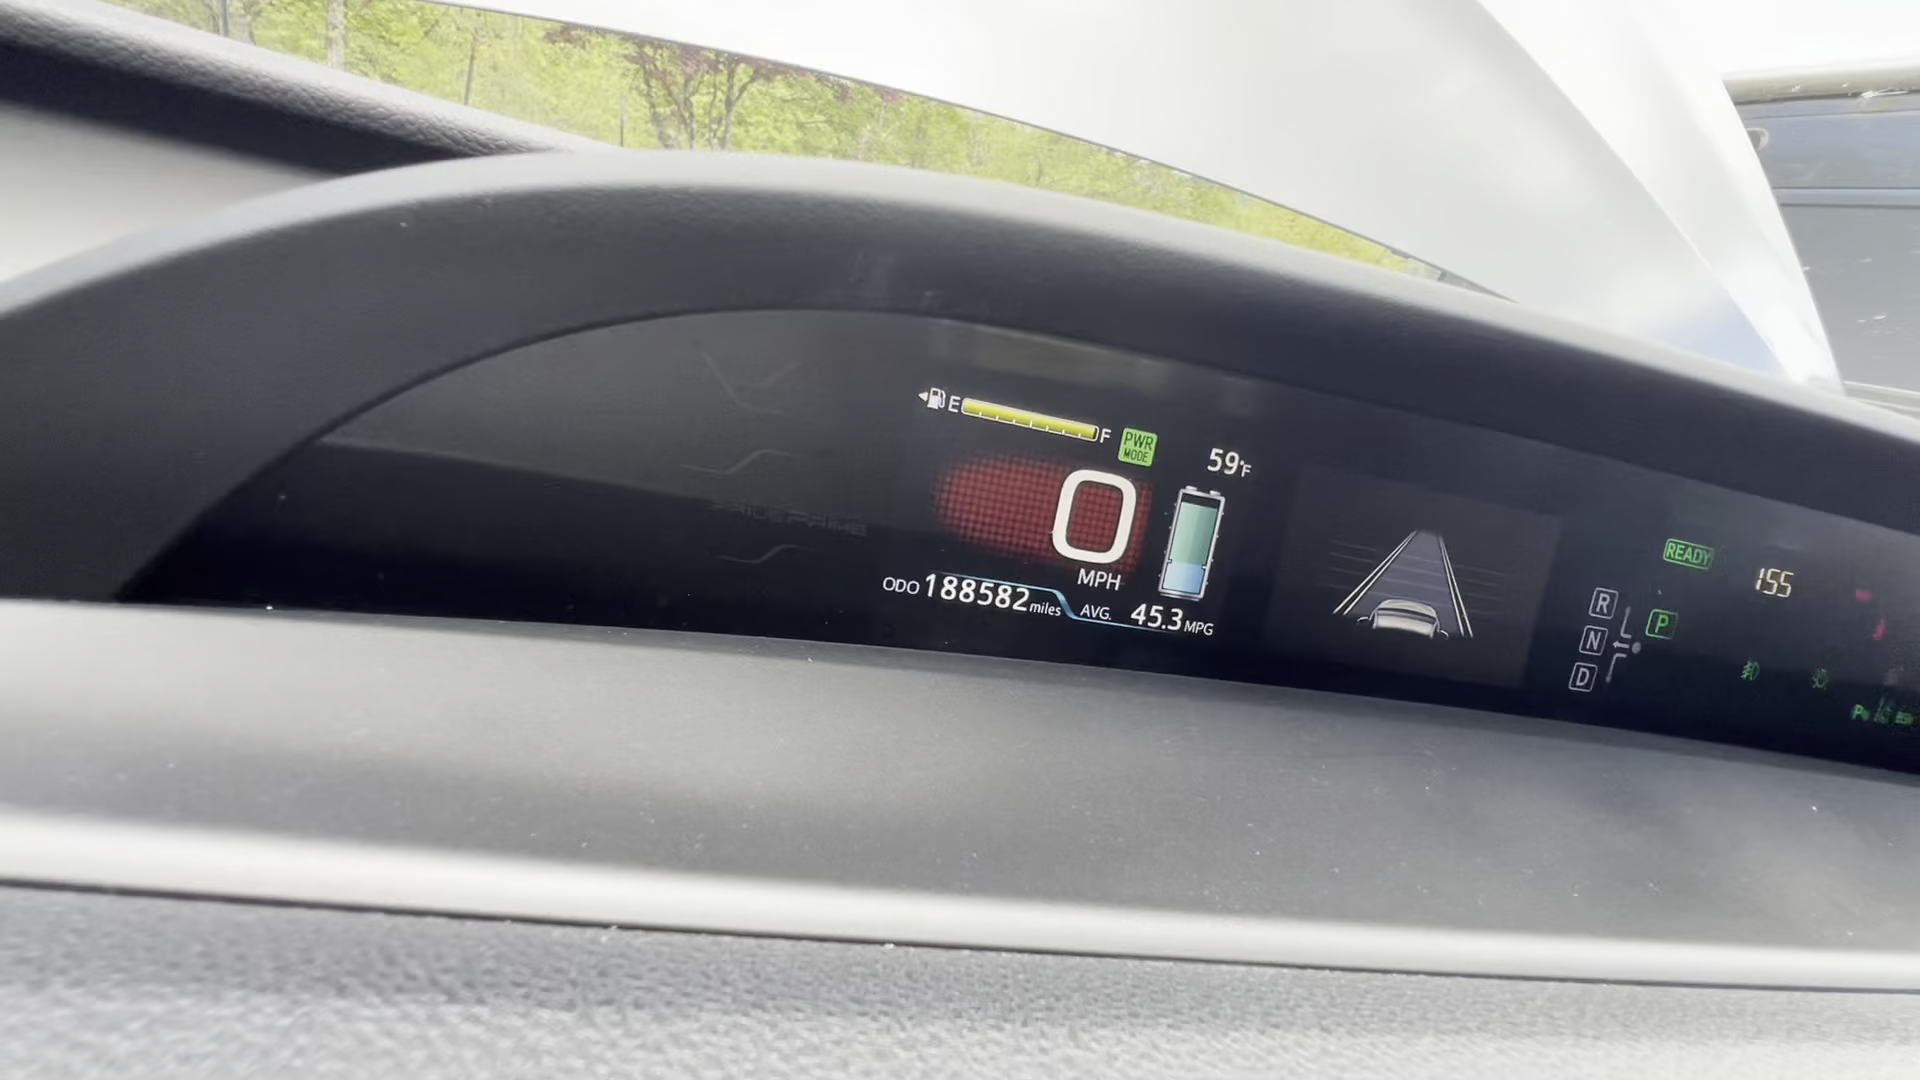 E F
PWR
MODE
59°F
0
MPH
ODO 188582 miles AVG. 45.3 MPG
READY
155
R
N
D
P